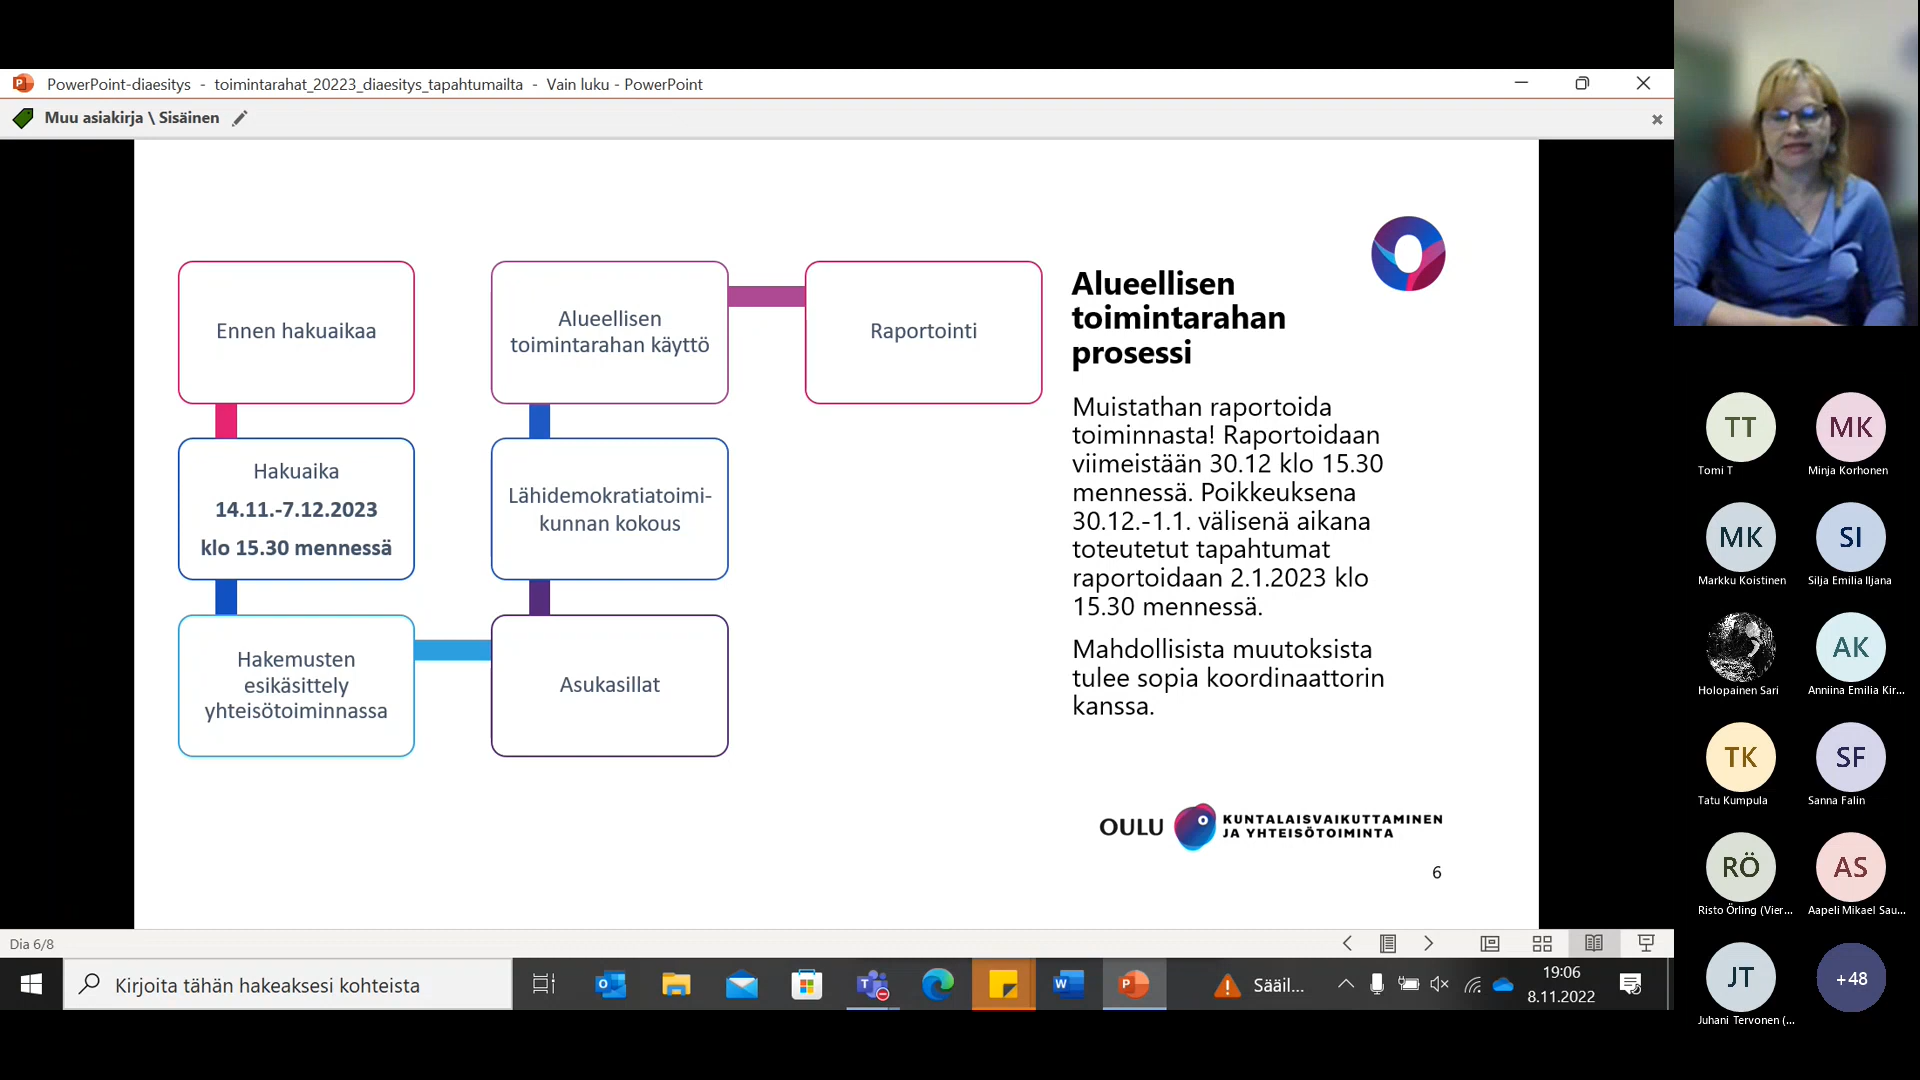 PowerPoint-diaesitys - toimintarahat_20223_diaesitys_tapahtumailta - Vain luku - PowerPoint
Muu asiakirja \ Sisäinen
Ennen hakuaikaa
Hakuaika
14.11.-7.12.2023
klo 15.30 mennessä
Hakemusten
esikäsittely
yhteisötoiminnassa
Asukasillat
Lähidemokratiatoimi-
kunnan kokous
Alueellisen
toimintarahan käyttö
Raportointi
Alueellisen
toimintarahan
prosessi
Muistathan raportoida
toiminnasta! Raportoidaan
viimeistään 30.12 klo 15.30
mennessä. Poikkeuksena
30.12.-1.1. välisenä aikana
toteutetut tapahtumat
raportoidaan 2.1.2023 klo
15.30 mennessä.
Mahdollisista muutoksista
tulee sopia koordinaattorin
kanssa.
OULU
KUNTALAISVAIKUTTAMINEN
JA YHTEISÖTOIMINTA
6
Dia 6/8
Kirjoita tähän hakeaksesi kohteista
Sääil...
19:06
8.11.2022
TT
Tomi T
MK
Minja Korhonen
MK
Markku Koistinen
SI
Silja Emilia Iljana
Holopainen Sari
AK
Anniina Emilia Kir...
TK
Tatu Kumpula
SF
Sanna Falin
RÖ
Risto Örling (Vier...
AS
Aapeli Mikael Sau...
JT
Juhani Tervonen (...
+48